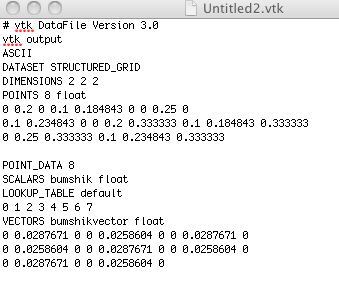 Untitled2.vtk
# vtk DataFile Version 3.0
vtk output
ASCII
DATASET STRUCTURED_GRID
DIMENSIONS 2 2 2
POINTS 8 float
0 0.2 0 0.1 0.184843 0 0 0.25 0
0.1 0.234843 0 0 0.2 0.333333 0.1 0.184843 0.333333
0 0.25 0.333333 0.1 0.234843 0.333333
POINT_DATA 8
SCALARS bumshik float
LOOKUP_TABLE default
0 1 2 3 4 5 6 7
VECTORS bumshikvector float
0 0.0287671 0 0 0.0258604 0 0 0.0287671 0
0 0.0258604 0 0 0.0287671 0 0 0.0258604 0
0 0.0287671 0 0 0.0258604 0